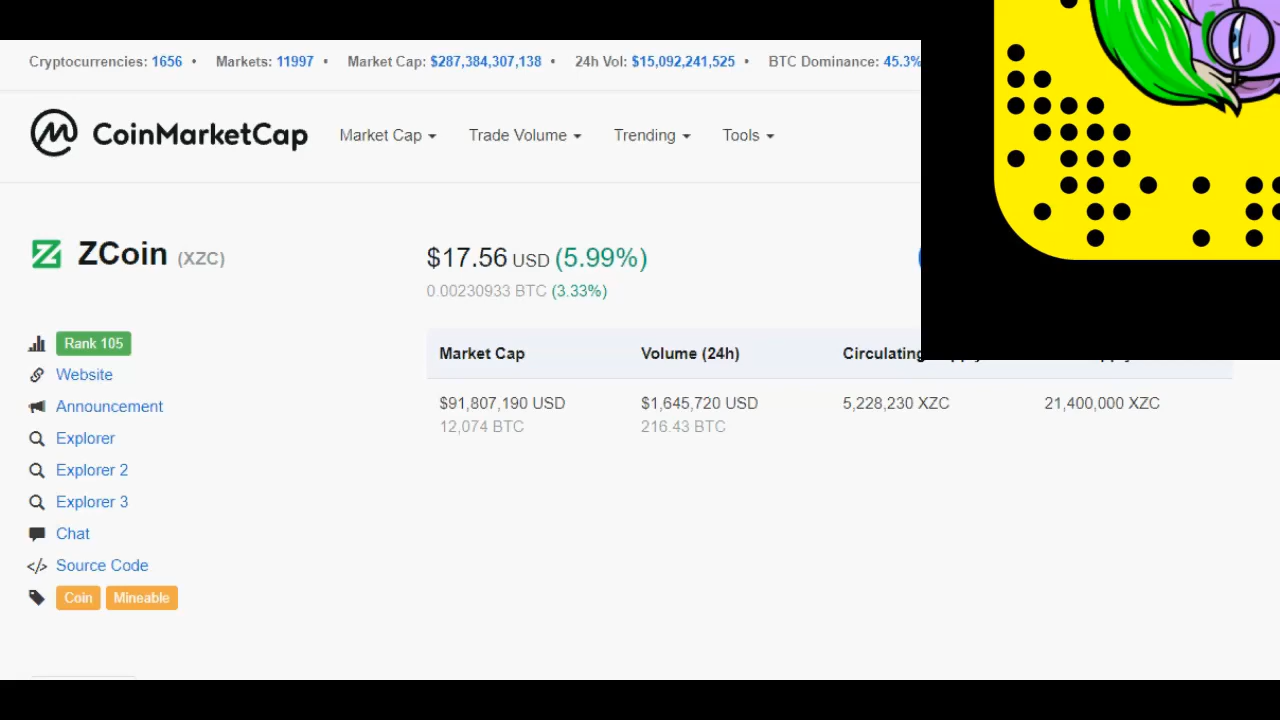 Cryptocurrencies: 1656 • Markets: 11997 • Market Cap: $287,384,307,138 • 24h Vol: $15,092,241,525 • BTC Dominance: 45.3%
CoinMarketCap Market Cap Trade Volume Trending Tools
ZCoin (XZC) $17.56 USD (5.99%)
0.00230933 BTC (3.33%)
Rank 105
Market Cap Volume (24h) Circulating
Website
$91,807,190 USD $1,645,720 USD 5,228,230 XZC 21,400,000 XZC
Announcement
12,074 BTC 216.43 BTC
Explorer
Explorer 2
Explorer 3
Chat
Source Code
Coin Mineable